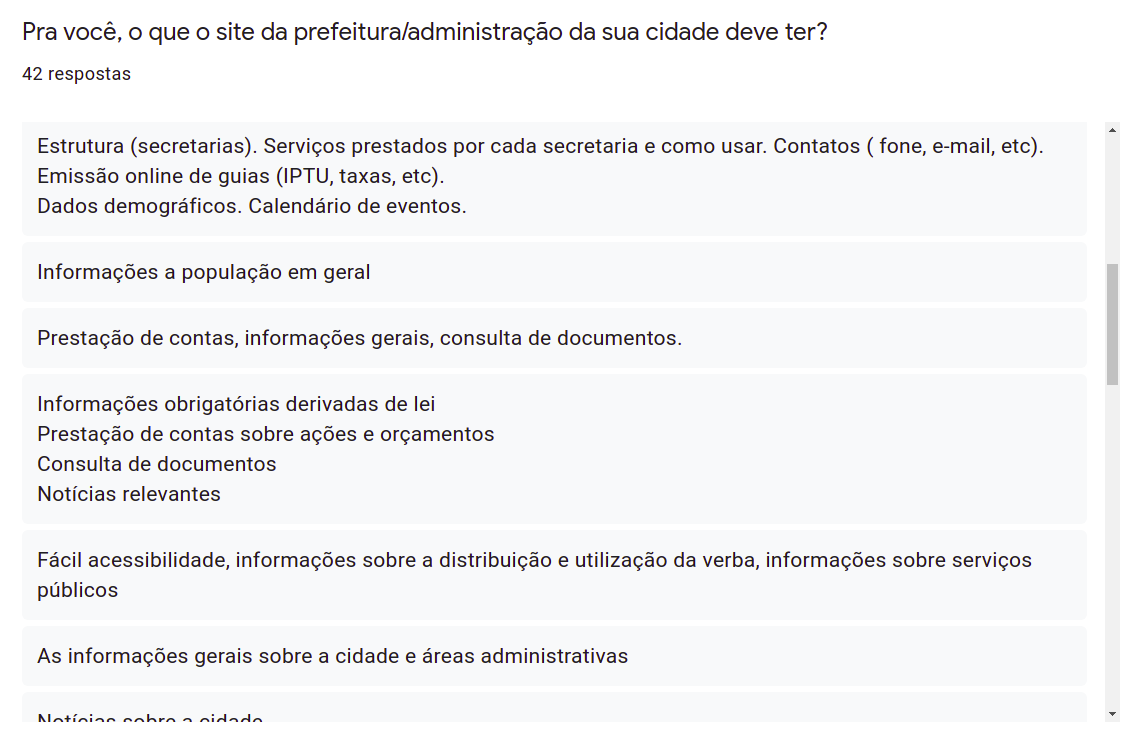 Pra você, o que o site da prefeitura/administração da sua cidade deve ter?
42 respostas
Estrutura (secretarias). Serviços prestados por cada secretaria e como usar. Contatos ( fone, e-mail, etc).
Emissão online de guias (IPTU, taxas, etc).
Dados demográficos. Calendário de eventos.
Informações a população em geral
Prestação de contas, informações gerais, consulta de documentos.
Informações obrigatórias derivadas de lei
Prestação de contas sobre ações e orçamentos
Consulta de documentos
Notícias relevantes
Fácil acessibilidade, informações sobre a distribuição e utilização da verba, informações sobre serviços
públicos
As informações gerais sobre a cidade e áreas administrativas
Notícias sobre a cidade